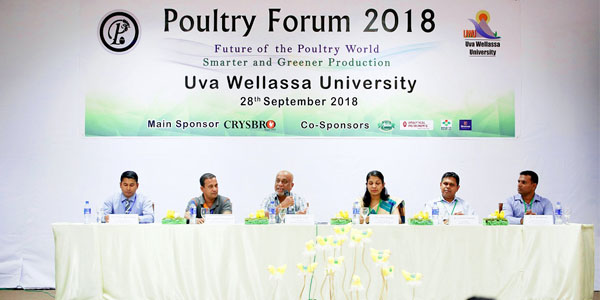 Poultry Forum 2018
Future of the Poultry World
Smarter and Greener Production
Uva Wellassa University
28th September 2018
Uva Wellassa
University
Main Sponsor CRYSBRO Co-Sponsors